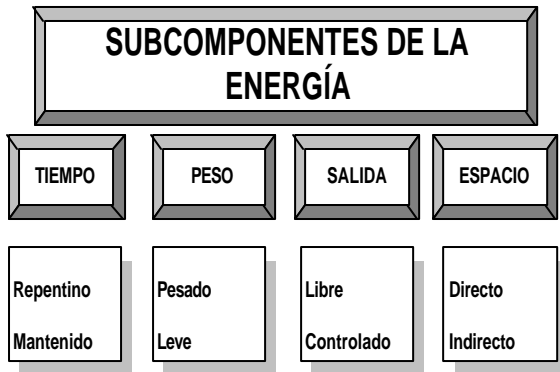 SUBCOMPONENTES DE LA
ENERGÍA
TIEMPO
PESO
SALIDA
ESPACIO
Repentino
Mantenido
Pesado
Leve
Libre
Controlado
Directo
Indirecto